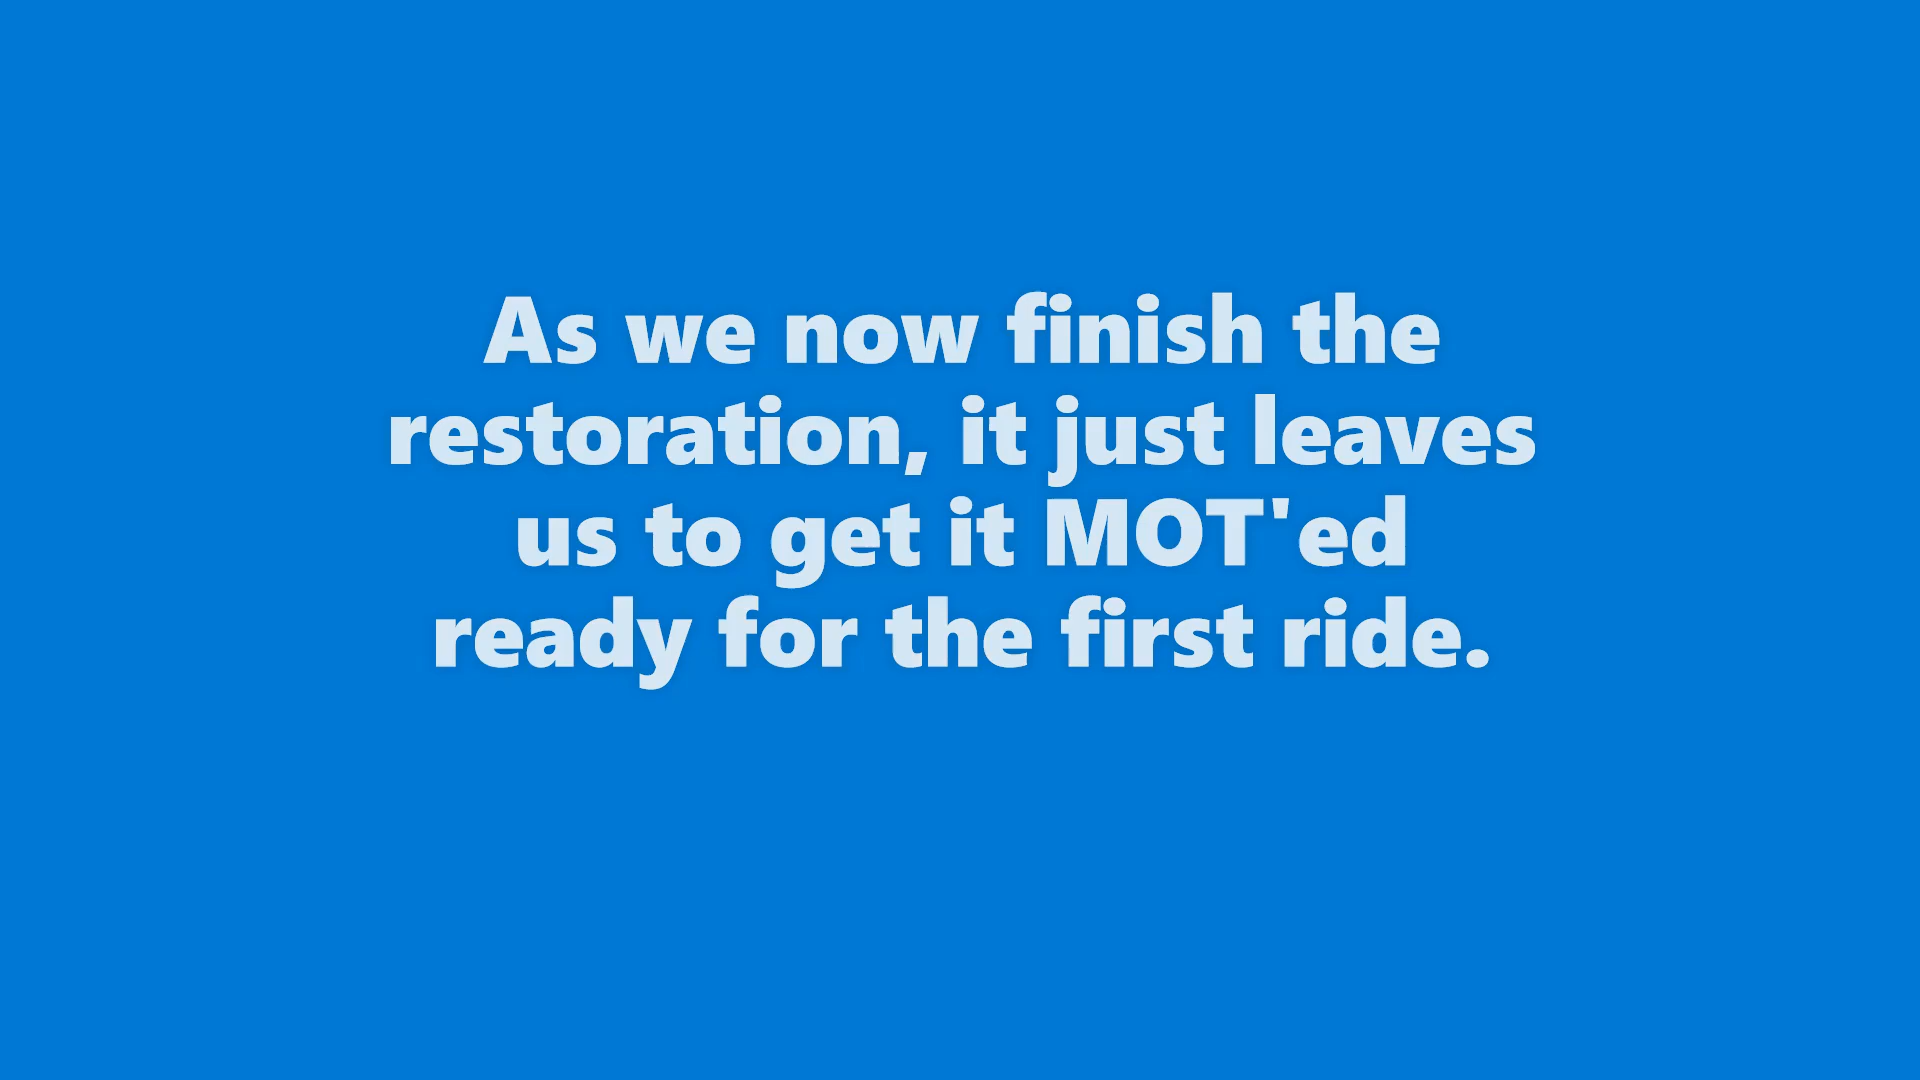 As we now finish the
restoration, it just leaves
us to get it MOT'ed
ready for the first ride.